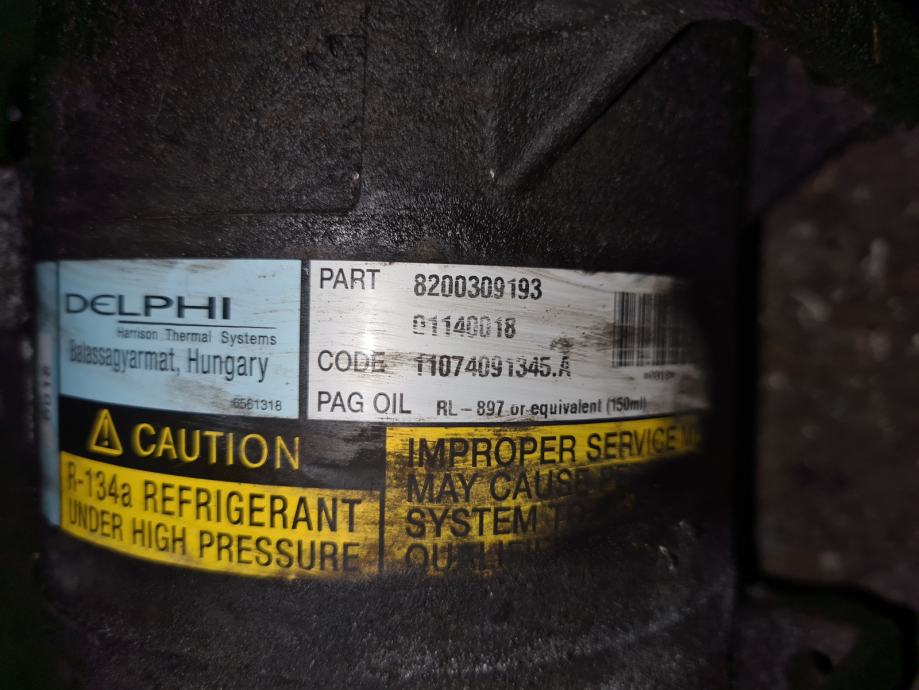 DELPHI
Harrison Thermal Systems
Balassagyarmat, Hungary
6561318
PART 8200309193
01140018
CODE 11074091345.A
PAG OIL RL-897 or equivalent (150ml)
CAUTION
R-134a REFRIGERANT
UNDER HIGH PRESSURE
IMPROPER SERVICE
MAY CAUSE
SYSTEM